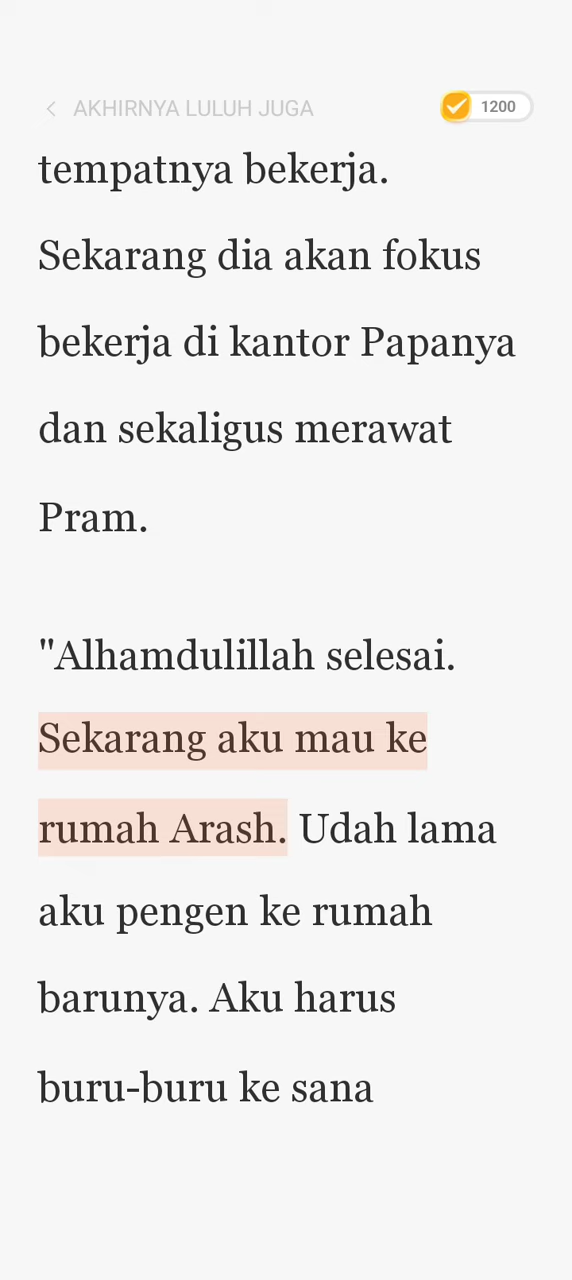 AKHIRNYA LULUH JUGA
1200
tempatnya bekerja.
Sekarang dia akan fokus
bekerja di kantor Papanya
dan sekaligus merawat
Pram.
"Alhamdulillah selesai.
Sekarang aku mau ke
rumah Arash. Udah lama
aku pengen ke rumah
barunya. Aku harus
buru-buru ke sana